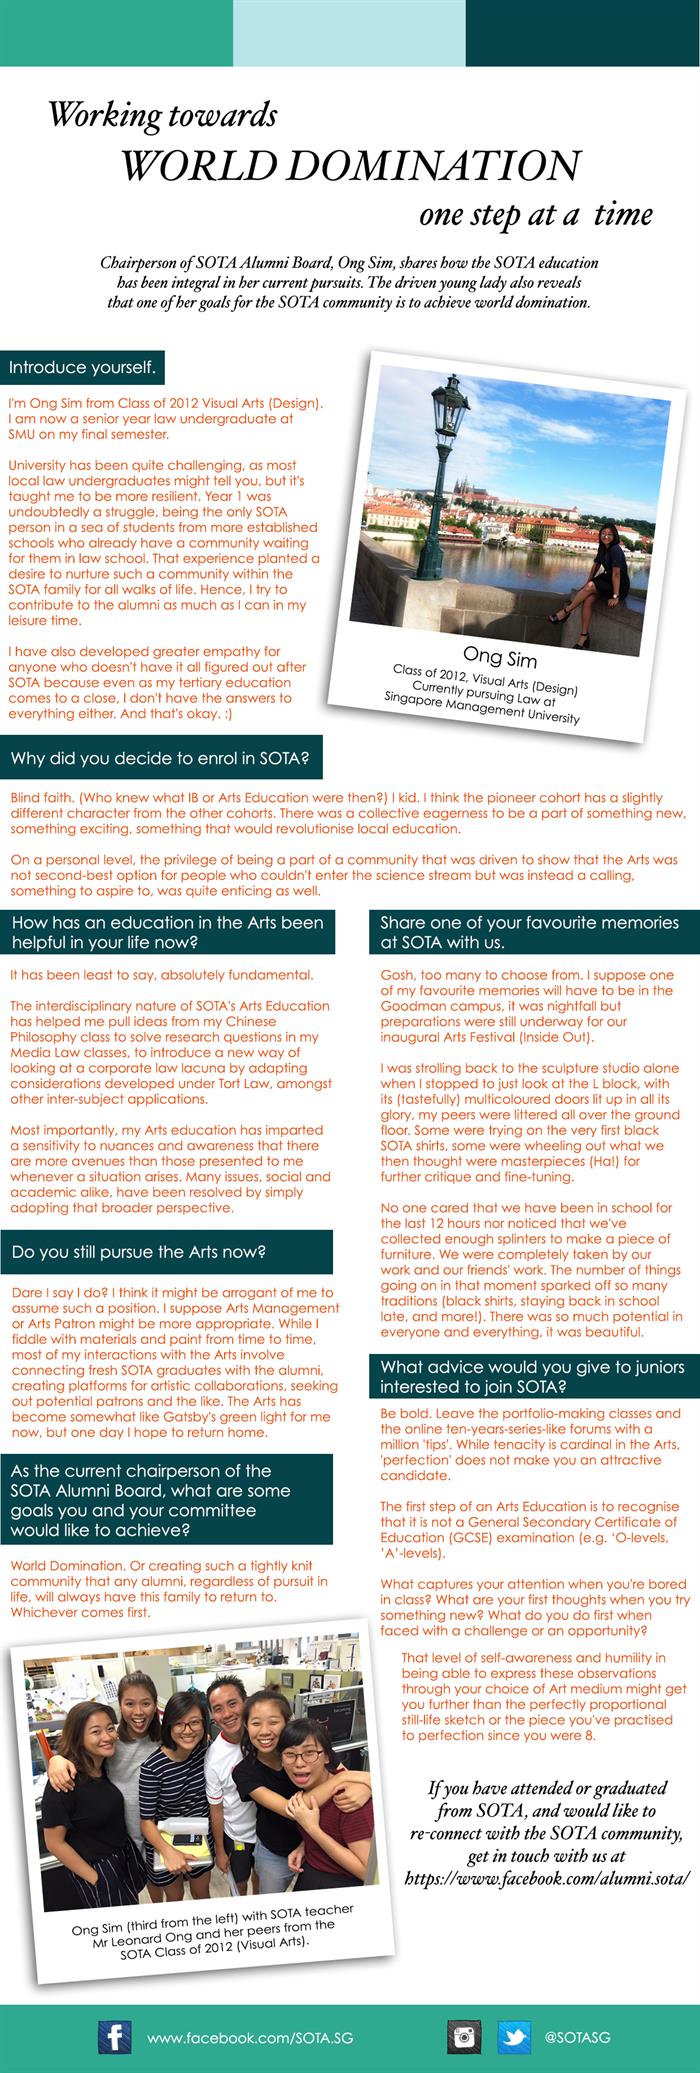 Working towards
WORLD DOMINATION
one step at a time
Chairperson of SOTA Alumni Board, Ong Sim, shares how the SOTA education
has been integral in her current pursuits. The driven young lady also reveals
that one of her goals for the SOTA community is to achieve world domination.
Introduce yourself.
I'm Ong Sim from Class of 2012 Visual Arts (Design).
I am now a senior year law undergraduate at
SMU on my final semester.
University has been quite challenging, as most
local law undergraduates might tell you, but it's
taught me to be more resilient. Year 1 was
undoubtedly a struggle, being the only SOTA
person in a sea of students from more established
schools who already have a community waiting
for them in law school. That experience planted a
desire to nurture such a community within the
SOTA family for all walks of life. Hence, I try to
contribute to the alumni as much as I can in my
leisure time.
I have also developed greater empathy for
anyone who doesn't have it all figured out after
SOTA because even as my tertiary education
comes to a close, I don't have the answers to
everything either. And that's okay. :)
Ong Sim
Class of 2012, Visual Arts (Design)
Currently pursuing Law at
Singapore Management University
Why did you decide to enrol in SOTA?
Blind faith. (Who knew what IB or Arts Education were then?) I kid. I think the pioneer cohort has a slightly
different character from the other cohorts. There was a collective eagerness to be a part of something new,
something exciting, something that would revolutionise local education.
On a personal level, the privilege of being a part of a community that was driven to show that the Arts was
not second-best option for people who couldn't enter the science stream but was instead a calling,
something to aspire to, was quite enticing as well.
How has an education in the Arts been
helpful in your life now?
It has been least to say, absolutely fundamental.
The interdisciplinary nature of SOTA's Arts Education
has helped me pull ideas from my Chinese
Philosophy class to solve research questions in my
Media Law classes, to introduce a new way of
looking at a corporate law lacuna by adapting
considerations developed under Tort Law, amongst
other inter-subject applications.
Most importantly, my Arts education has imparted
a sensitivity to nuances and awareness that there
are more avenues than those presented to me
whenever a situation arises. Many issues, social and
academic alike, have been resolved by simply
adopting that broader perspective.
Do you still pursue the Arts now?
Dare I say I do? I think it might be arrogant of me to
assume such a position. I suppose Arts Management
or Arts Patron might be more appropriate. While I
fiddle with materials and paint from time to time,
most of my interactions with the Arts involve
connecting fresh SOTA graduates with the alumni,
creating platforms for artistic collaborations, seeking
out potential patrons and the like. The Arts has
become somewhat like Gatsby's green light for me
now, but one day I hope to return home.
As the current chairperson of the
SOTA Alumni Board, what are some
goals you and your committee
would like to achieve?
World Domination. Or creating such a tightly knit
community that any alumni, regardless of pursuit in
life, will always have this family to return to.
Whichever comes first.
Ong Sim (third from the left) with SOTA teacher
Mr Leonard Ong and her peers from the
SOTA Class of 2012 (Visual Arts).
Share one of your favourite memories
at SOTA with us.
Gosh, too many to choose from. I suppose one
of my favourite memories will have to be in the
Goodman campus, it was nightfall but
preparations were still underway for our
inaugural Arts Festival (Inside Out).
I was strolling back to the sculpture studio alone
when I stopped to just look at the L block, with
its (tastefully) multicoloured doors lit up in all its
glory, my peers were littered all over the ground
floor. Some were trying on the very first black
SOTA shirts, some were wheeling out what we
then thought were masterpieces (Ha!) for
further critique and fine-tuning.
No one cared that we have been in school for
the last 12 hours nor noticed that we've
collected enough splinters to make a piece of
furniture. We were completely taken by our
work and our friends' work. The number of things
going on in that moment sparked off so many
traditions (black shirts, staying back in school
late, and more!). There was so much potential in
everyone and everything, it was beautiful.
What advice would you give to juniors
interested to join SOTA?
Be bold. Leave the portfolio-making classes and
the online ten-years-series-like forums with a
million 'tips'. While tenacity is cardinal in the Arts,
'perfection' does not make you an attractive
candidate.
The first step of an Arts Education is to recognise
that it is not a General Secondary Certificate of
Education (GCSE) examination (e.g. 'O-levels,
'A'-levels).
What captures your attention when you're bored
in class? What are your first thoughts when you try
something new? What do you do first when
faced with a challenge or an opportunity?
That level of self-awareness and humility in
being able to express these observations
through your choice of Art medium might get
you further than the perfectly proportional
still-life sketch or the piece you've practised
to perfection since you were 8.
If you have attended or graduated
from SOTA, and would like to
re-connect with the SOTA community,
get in touch with us at
https://www.facebook.com/alumni.sota/
www.facebook.com/SOTA.SG
@SOTASG